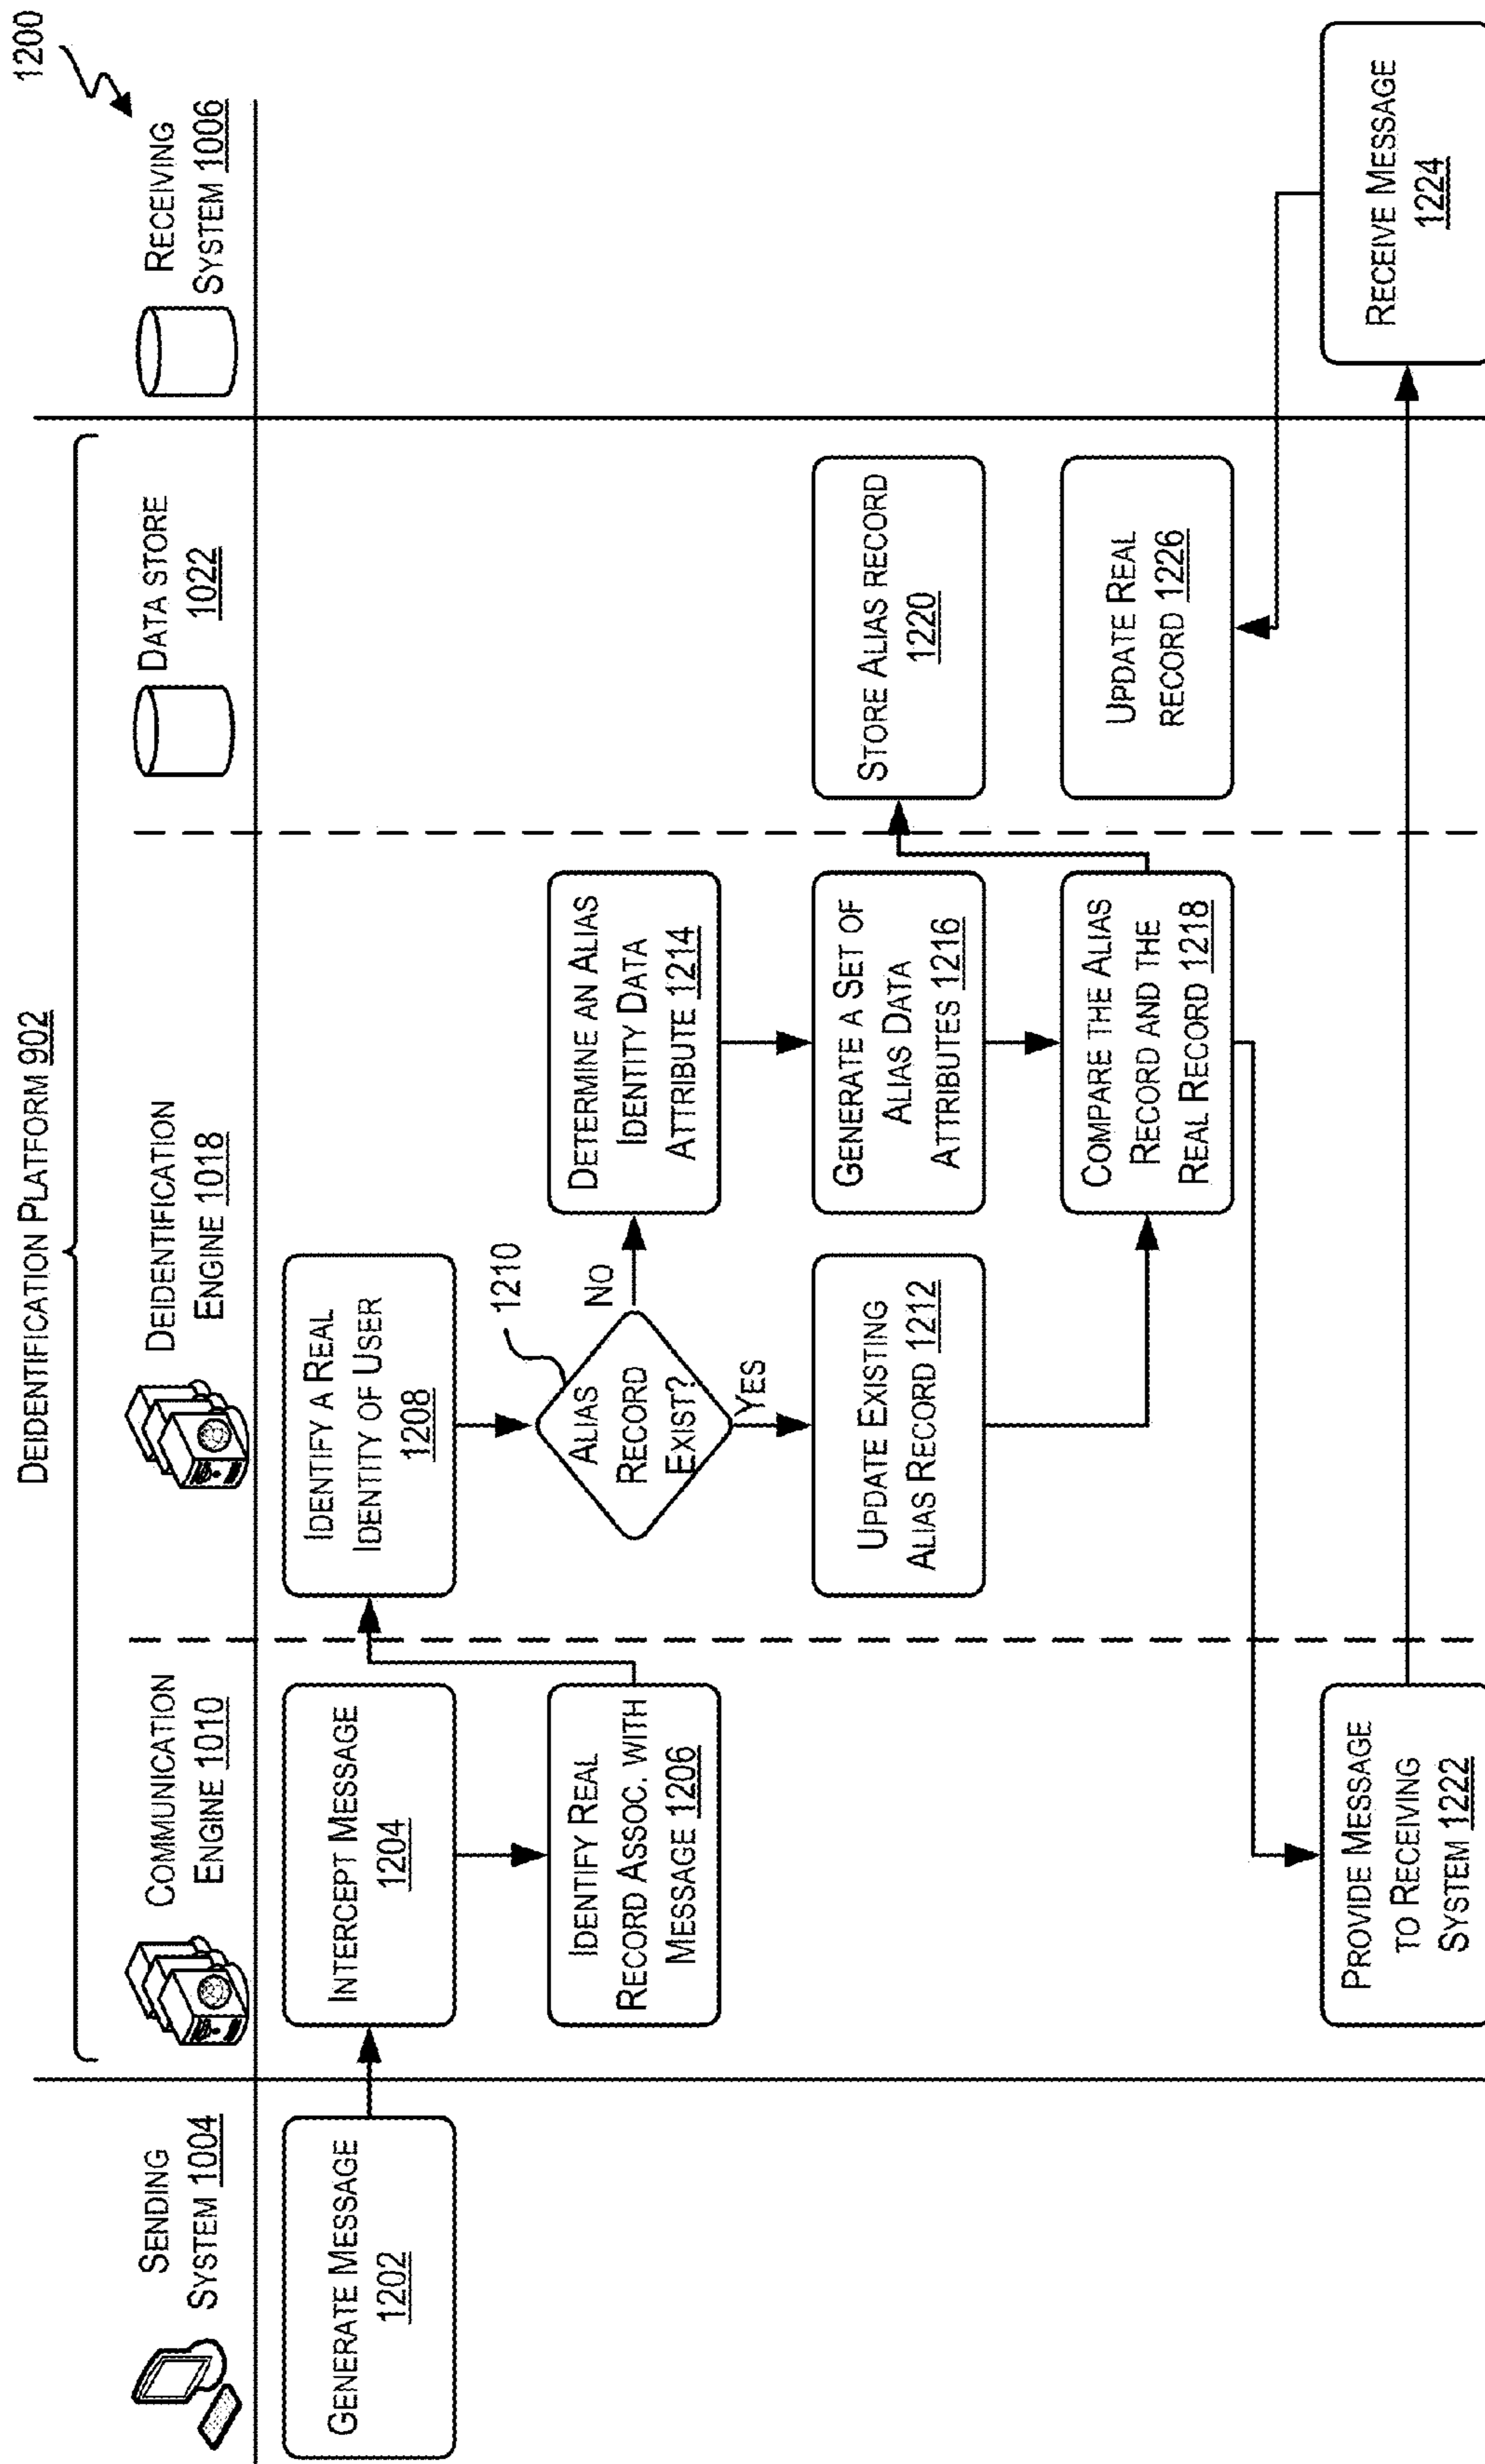 1200
DEIDENTIFICATION PLATFORM 902
SENDING
SYSTEM 1004
COMMUNICATION
ENGINE 1010
DEIDENTIFICATION
ENGINE 1018
DATA STORE
1022
RECEIVING
SYSTEM 1006
GENERATE MESSAGE
1202
INTERCEPT MESSAGE
1204
IDENTIFY REAL
RECORD ASSOC. WITH
MESSAGE 1206
IDENTIFY A REAL
IDENTITY OF USER
1208
1210
ALIAS
RECORD
EXIST?
NO
YES
UPDATE EXISTING
ALIAS RECORD 1212
DETERMINE AN ALIAS
IDENTITY DATA
ATTRIBUTE 1214
GENERATE A SET OF
ALIAS DATA
ATTRIBUTES 1216
COMPARE THE ALIAS
RECORD AND THE
REAL RECORD 1218
STORE ALIAS RECORD
1220
UPDATE REAL
RECORD 1226
PROVIDE MESSAGE
TO RECEIVING
SYSTEM 1222
RECEIVE MESSAGE
1224